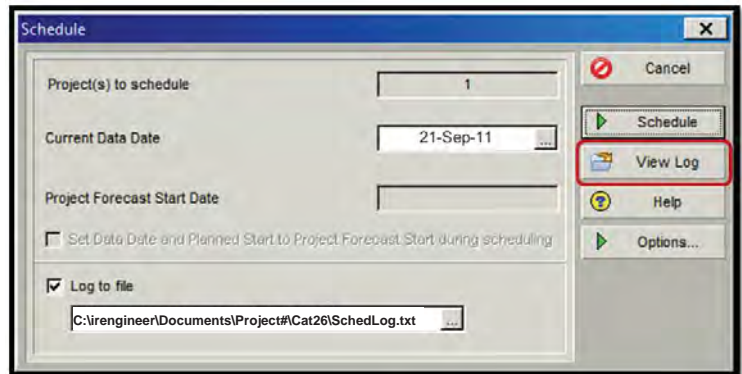 Schedule
Project(s) to schedule 1
Current Data Date 21-Sep-11 ...
Project Forecast Start Date
Set Data Date and Planned Start to Project Forecast Start during scheduling
Log to file
C:\irengineer\Documents\Project#\Cat26\SchedLog.txt ...
Cancel
Schedule
View Log
Help
Options...